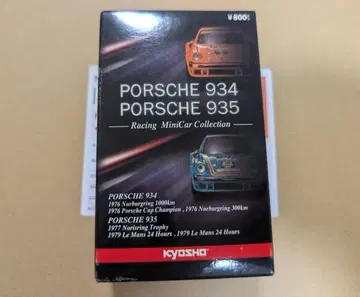 ¥800
PORSCHE 934
PORSCHE 935
Racing MiniCar Collection
PORSCHE 934
1976 Nurburgring 1000km
1976 Porsche Cup Champion , 1976 Norburgring 300km
PORSCHE 935
1977 Norisring Trophy
1979 Le Mans 24 Hours , 1979 Le Mans 24 Hours
KYOSHO